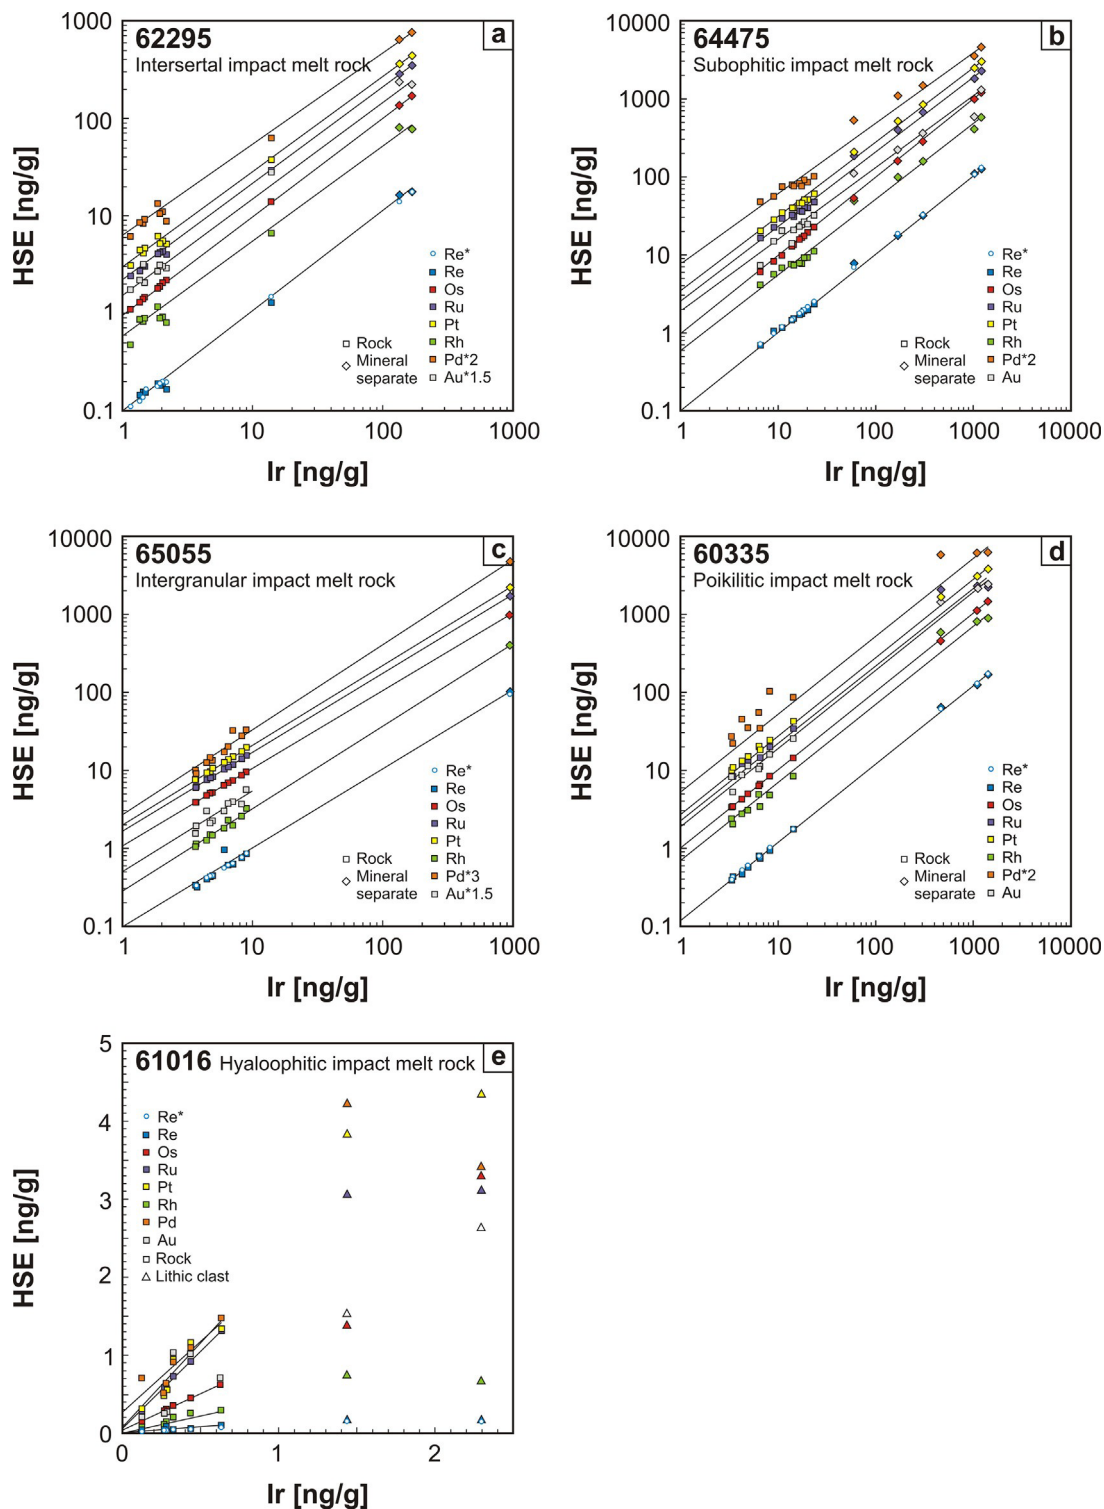 62295
a
Intersertal impact melt rock
HSE [ng/g]
1000
100
10
1
0.1
Re*
Re
Os
Ru
Pt
Rh
Pd*2
Au*1.5
Rock
Mineral
separate
1
10
100
1000
Ir [ng/g]
64475
b
Subophitic impact melt rock
HSE [ng/g]
10000
1000
100
10
1
0.1
Re*
Re
Os
Ru
Pt
Rh
Pd*2
Au
Rock
Mineral
separate
1
10
100
1000
10000
Ir [ng/g]
65055
c
Intergranular impact melt rock
HSE [ng/g]
10000
1000
100
10
1
0.1
Re*
Re
Os
Ru
Pt
Rh
Pd*3
Au*1.5
Rock
Mineral
separate
1
10
100
1000
Ir [ng/g]
60335
d
Poikilitic impact melt rock
HSE [ng/g]
10000
1000
100
10
1
0.1
Re*
Re
Os
Ru
Pt
Rh
Pd*2
Au
Rock
Mineral
separate
1
10
100
1000
10000
Ir [ng/g]
61016 Hyaloophitic impact melt rock
e
HSE [ng/g]
5
4
3
2
1
0
Re*
Re
Os
Ru
Pt
Rh
Pd
Au
Rock
Lithic clast
0
1
2
Ir [ng/g]